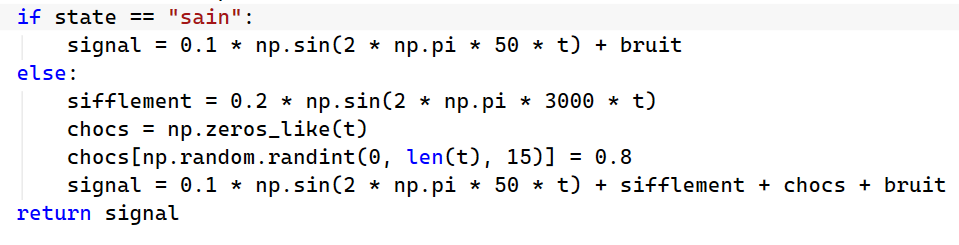 if state == "sain":
    signal = 0.1 * np.sin(2 * np.pi * 50 * t) + bruit
else:
    sifflement = 0.2 * np.sin(2 * np.pi * 3000 * t)
    chocs = np.zeros_like(t)
    chocs[np.random.randint(0, len(t), 15)] = 0.8
    signal = 0.1 * np.sin(2 * np.pi * 50 * t) + sifflement + chocs + bruit
return signal